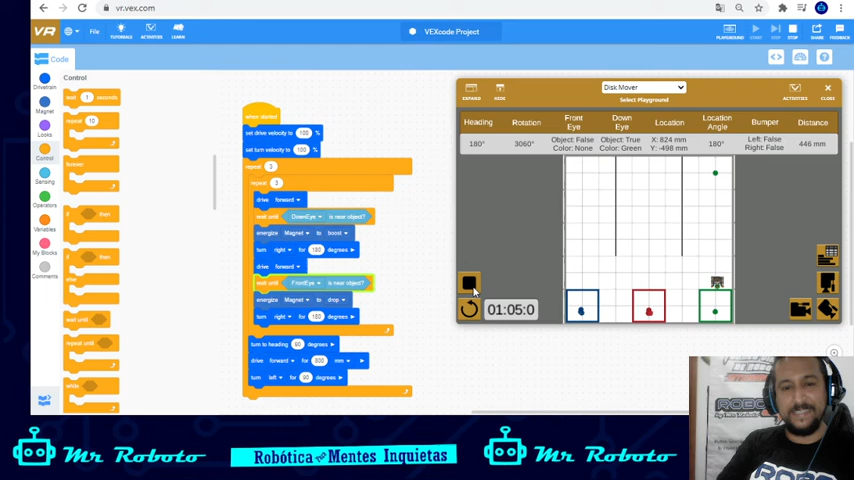 vr.vex.com
VR
File
TUTORIALS
ACTIVITIES
LEARN
VEXcode Project
PLAYGROUND
START
STEP
STOP
SHARE
FEEDBACK
Code
Drivetrain
Magnet
Looks
Control
Sensing
Operators
Variables
My Blocks
Comments
Control
wait 1 seconds
repeat 10
forever
if then
if then
else
wait until
repeat until
while
when started
set drive velocity to 100 %
set turn velocity to 100 %
repeat 3
repeat 3
drive forward
wait until DownEye is near object?
energize Magnet to boost
turn right for 180 degrees
drive forward
wait until FrontEye is near object?
energize Magnet to drop
turn right for 180 degrees
turn to heading 90 degrees
drive forward for 800 mm
turn left for 90 degrees
EXPAND
HIDE
Disk Mover
Select Playground
ACTIVITIES
CLOSE
Heading
Rotation
Front Eye
Down Eye
Location
Location Angle
Bumper
Distance
180°
3060°
Object: False
Color: None
Object: True
Color: Green
X: 824 mm
Y: -498 mm
180°
Left: False
Right: False
446 mm
01:05:0
Mr Roboto
Robótica Para Mentes Inquietas
Mr Roboto